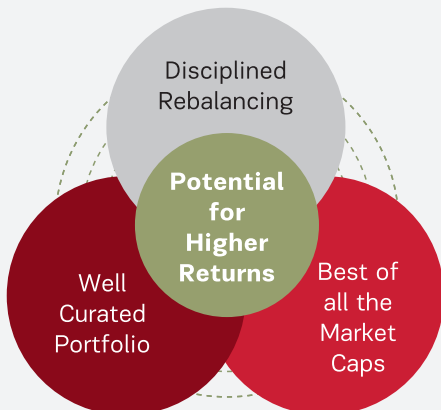 Disciplined
Rebalancing
Potential
for
Higher
Returns
Well
Curated
Portfolio
Best of
all the
Market
Caps